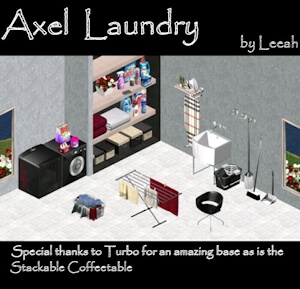 Axel Laundry
by Leeah
Special thanks to Turbo for an amazing base as is the
Stackable Coffeetable